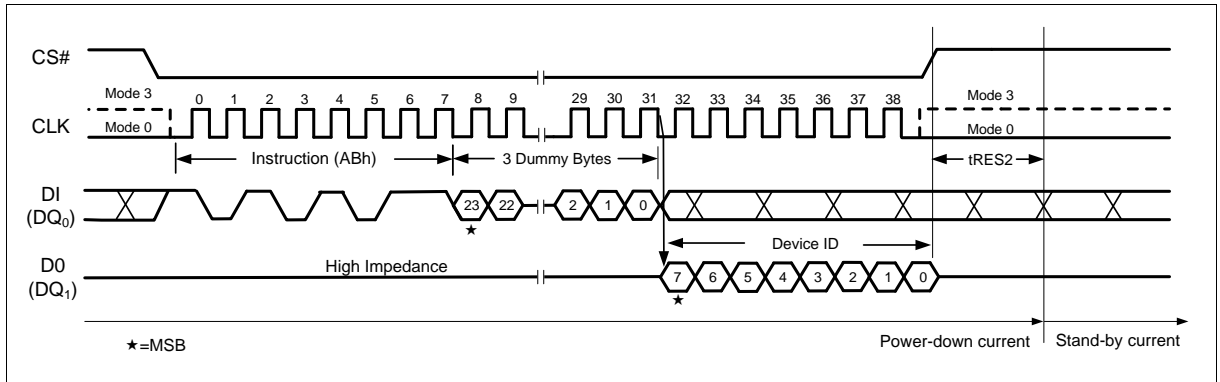 CS#
Mode 3 0 1 2 3 4 5 6 7 8 9 29 30 31 32 33 34 35 36 37 38 Mode 3
CLK Mode 0 Mode 0
Instruction (ABh) 3 Dummy Bytes tRES2
DI
(DQ0) 23 22 2 1 0
★ Device ID
D0 High Impedance 7 6 5 4 3 2 1 0
(DQ1) ★
★=MSB Power-down current Stand-by current